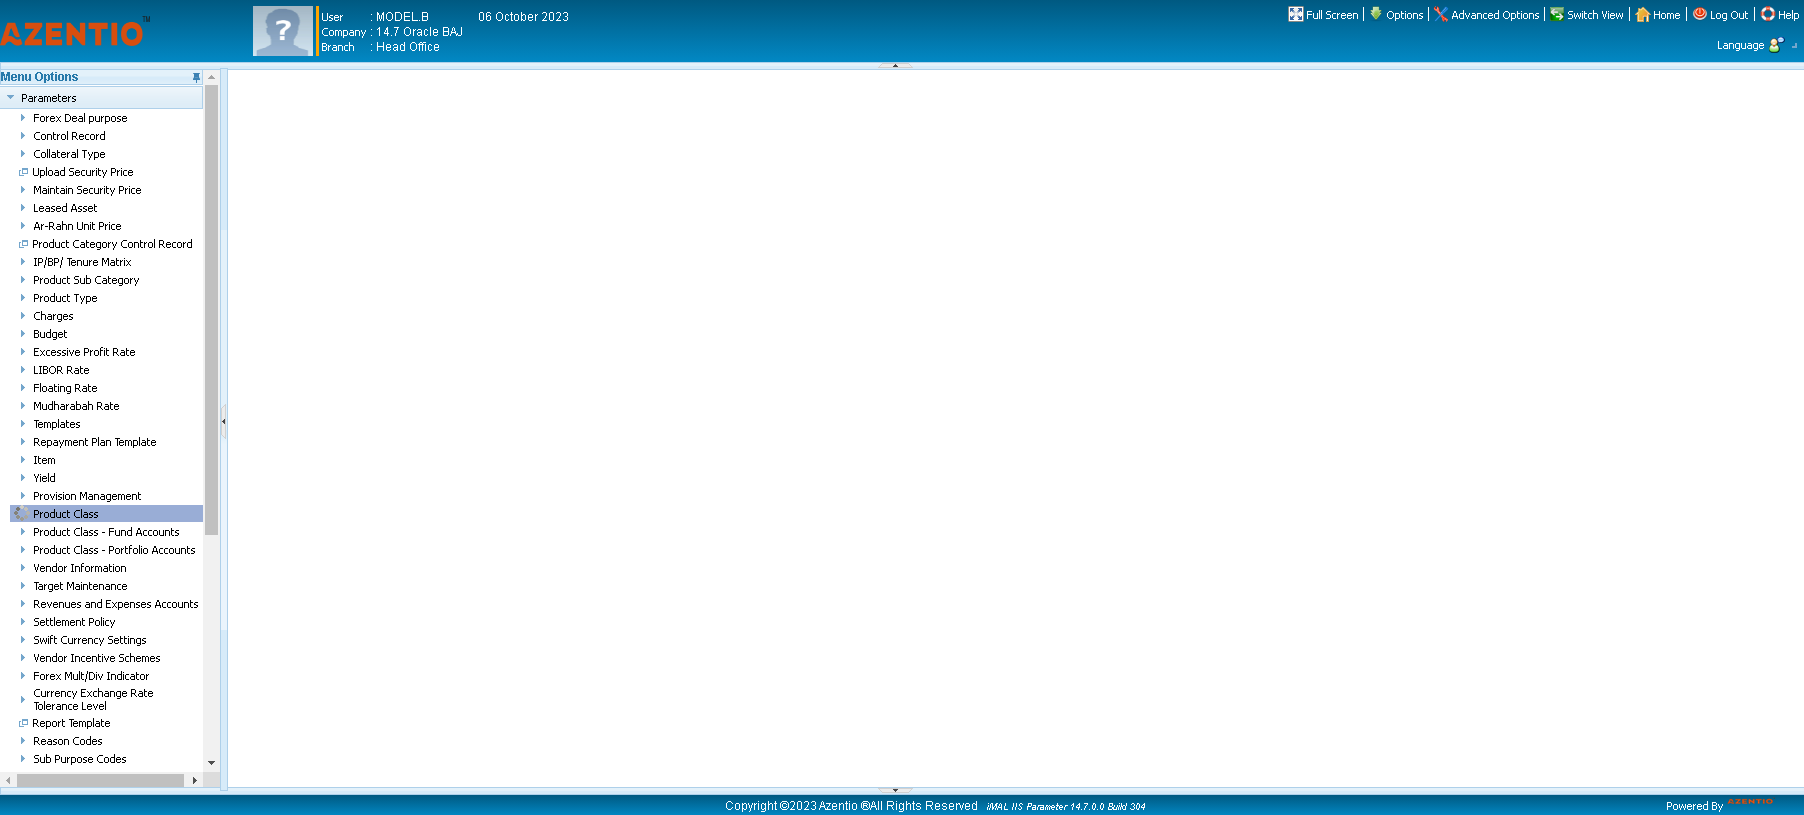 AZENTIO™
User : MODEL.B 06 October 2023
Company : 14.7 Oracle BAJ
Branch : Head Office
Full Screen | Options | Advanced Options | Switch View | Home | Log Out | Help
Language
Menu Options
Parameters
Forex Deal purpose
Control Record
Collateral Type
Upload Security Price
Maintain Security Price
Leased Asset
Ar-Rahn Unit Price
Product Category Control Record
IP/BP/ Tenure Matrix
Product Sub Category
Product Type
Charges
Budget
Excessive Profit Rate
LIBOR Rate
Floating Rate
Mudharabah Rate
Templates
Repayment Plan Template
Item
Yield
Provision Management
Product Class
Product Class - Fund Accounts
Product Class - Portfolio Accounts
Vendor Information
Target Maintenance
Revenues and Expenses Accounts
Settlement Policy
Swift Currency Settings
Vendor Incentive Schemes
Forex Mult/Div Indicator
Currency Exchange Rate
Tolerance Level
Report Template
Reason Codes
Sub Purpose Codes
Copyright ©2023 Azentio ®All Rights Reserved iMAL IIS Parameter 14.7.0.0 Build 304
Powered By AZENTIO